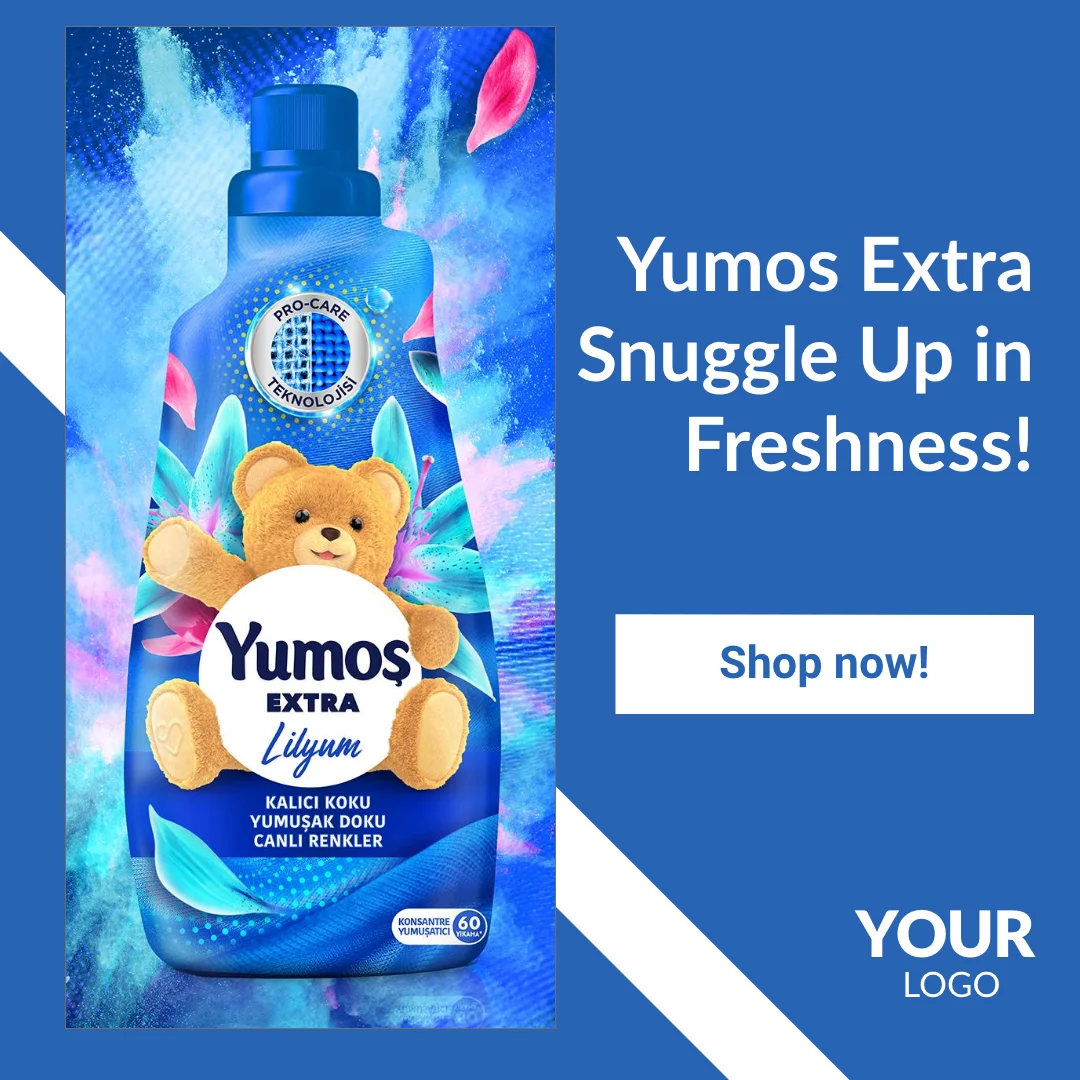 PRO-CARE
TEKNOLOJİSİ
Yumoş
EXTRA
Lilyum
KALICI KOKU
YUMUŞAK DOKU
CANLI RENKLER
KONSANTRE
YUMUŞATICI
60
YIKAMA*
Yumos Extra
Snuggle Up in
Freshness!
Shop now!
YOUR
LOGO